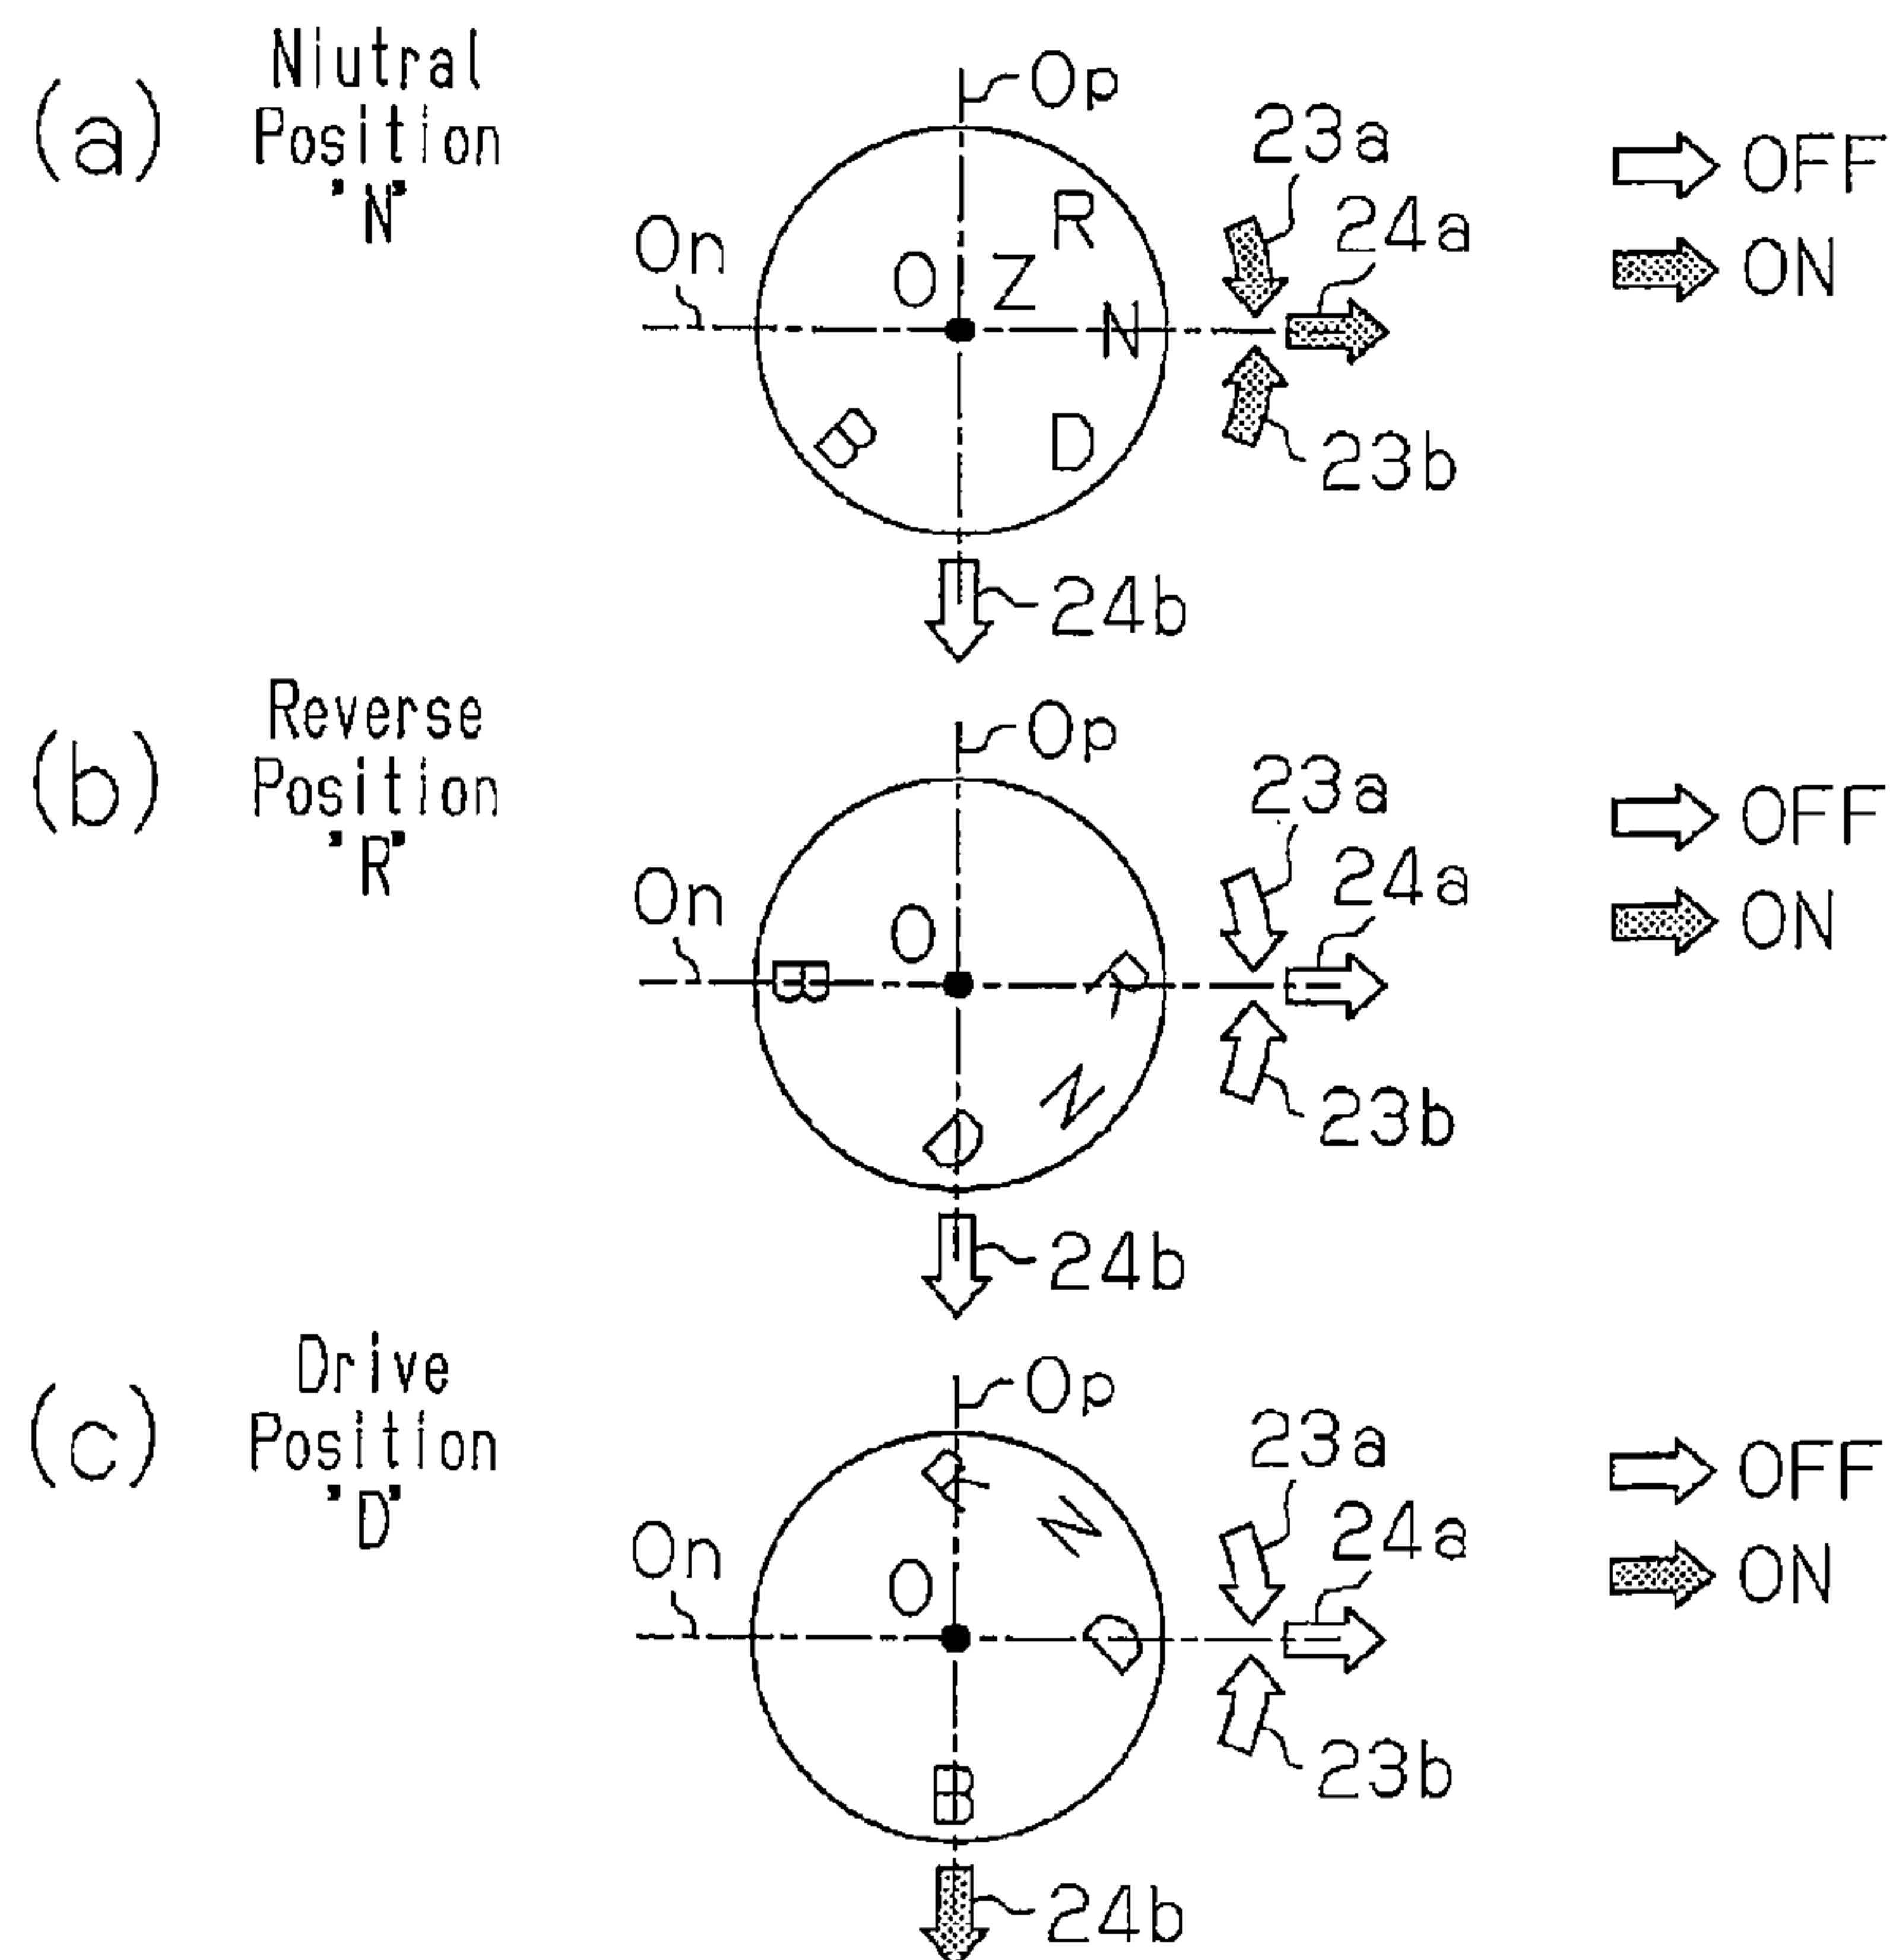 (a)
Niutral
Position
"N"
Op
On
O
Z
R
N
D
B
23a
24a
23b
24b
OFF
ON
(b)
Reverse
Position
"R"
Op
On
O
B
R
N
D
23a
24a
23b
24b
OFF
ON
(c)
Drive
Position
"D"
Op
On
O
R
N
D
B
23a
24a
23b
24b
OFF
ON